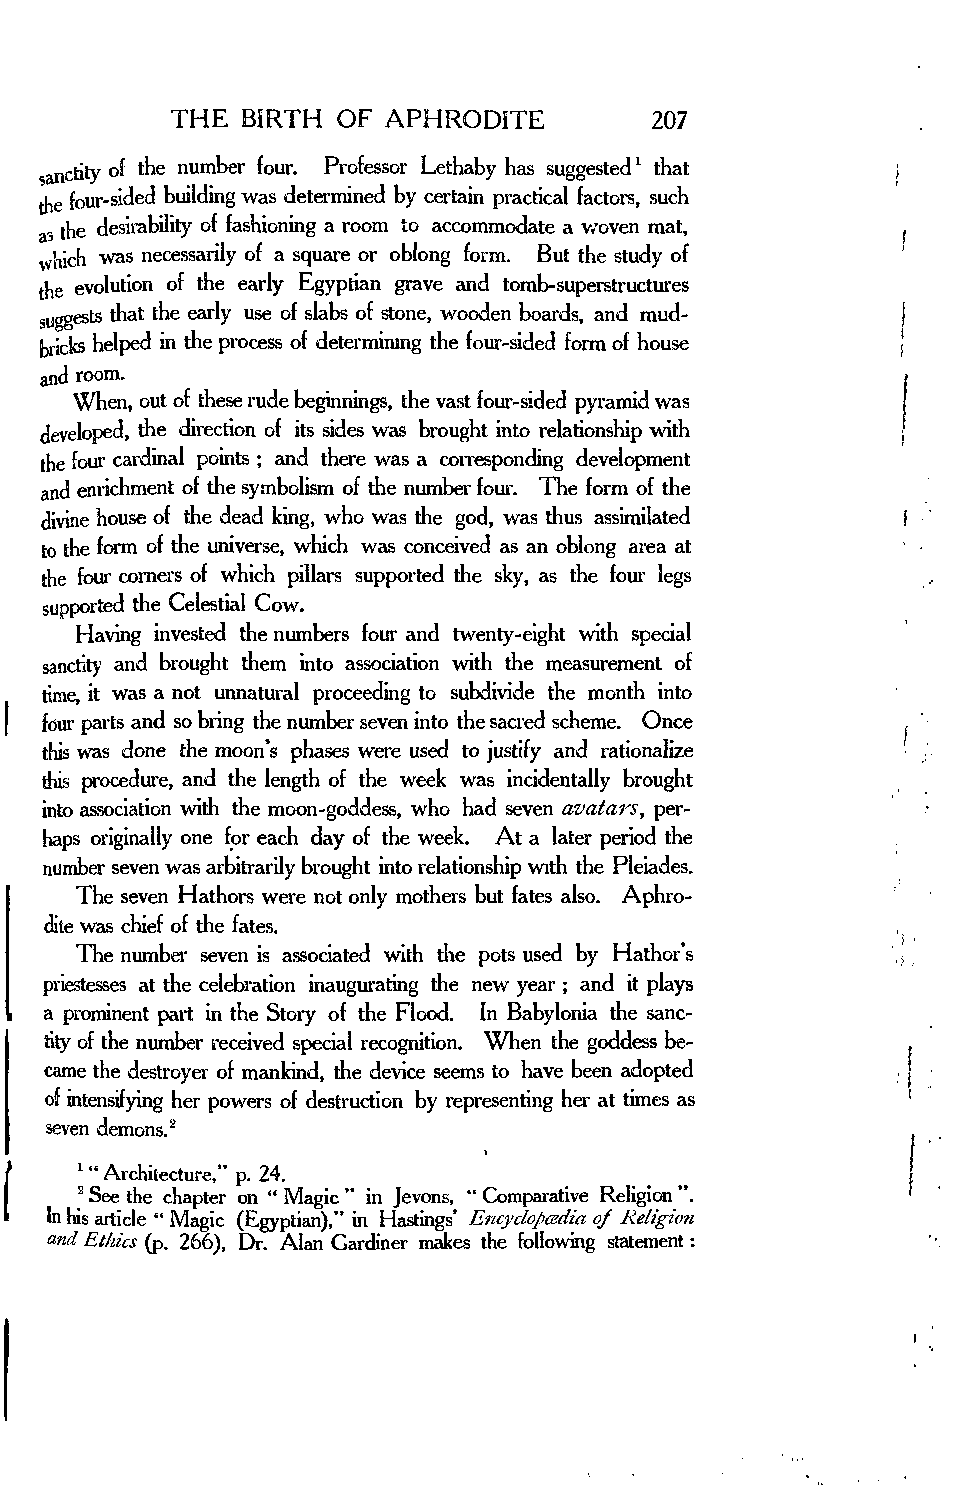 THE BIRTH OF APHRODITE 207
sanctity of the number four. Professor Lethaby has suggested¹ that
the four-sided building was determined by certain practical factors, such
as the desirability of fashioning a room to accommodate a woven mat,
which was necessarily of a square or oblong form. But the study of
the evolution of the early Egyptian grave and tomb-superstructures
suggests that the early use of slabs of stone, wooden boards, and mud-
bricks helped in the process of determining the four-sided form of house
and room.
When, out of these rude beginnings, the vast four-sided pyramid was
developed, the direction of its sides was brought into relationship with
the four cardinal points ; and there was a corresponding development
and enrichment of the symbolism of the number four. The form of the
divine house of the dead king, who was the god, was thus assimilated
to the form of the universe, which was conceived as an oblong area at
the four corners of which pillars supported the sky, as the four legs
supported the Celestial Cow.
Having invested the numbers four and twenty-eight with special
sanctity and brought them into association with the measurement of
time, it was a not unnatural proceeding to subdivide the month into
four parts and so bring the number seven into the sacred scheme. Once
this was done the moon's phases were used to justify and rationalize
this procedure, and the length of the week was incidentally brought
into association with the moon-goddess, who had seven avatars, per-
haps originally one for each day of the week. At a later period the
number seven was arbitrarily brought into relationship with the Pleiades.
The seven Hathors were not only mothers but fates also. Aphro-
dite was chief of the fates.
The number seven is associated with the pots used by Hathor's
priestesses at the celebration inaugurating the new year ; and it plays
a prominent part in the Story of the Flood. In Babylonia the sanc-
tity of the number received special recognition. When the goddess be-
came the destroyer of mankind, the device seems to have been adopted
of intensifying her powers of destruction by representing her at times as
seven demons.²
¹ “ Architecture,” p. 24.
² See the chapter on “ Magic ” in Jevons, “ Comparative Religion ”.
In his article “ Magic (Egyptian),” in Hastings' Encyclopædia of Religion
and Ethics (p. 266), Dr. Alan Gardiner makes the following statement :